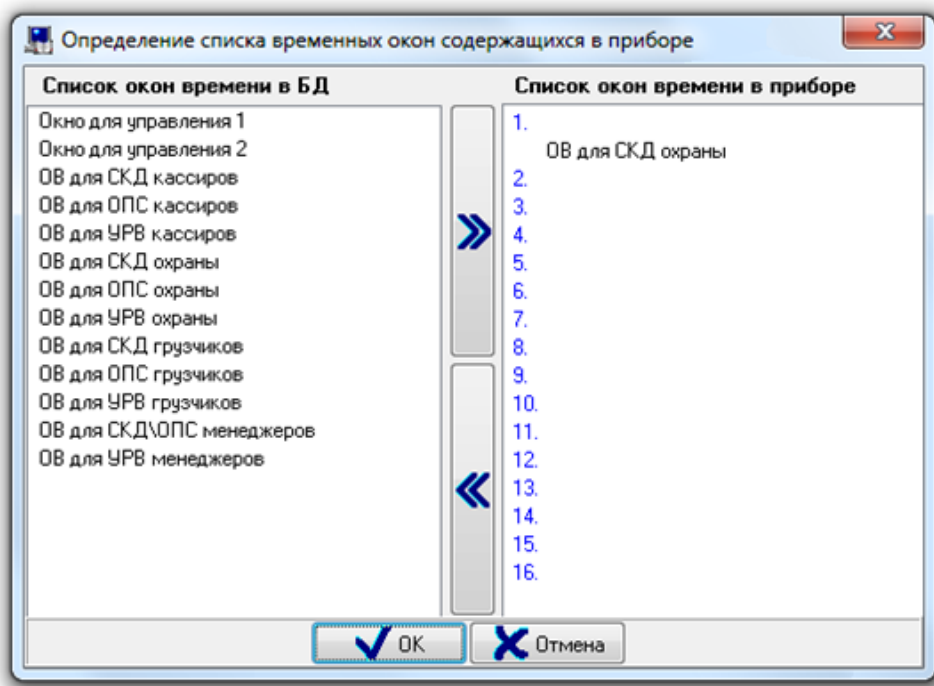 Определение списка временных окон содержащихся в приборе
Список окон времени в БД
Окно для управления 1
Окно для управления 2
ОВ для СКД кассиров
ОВ для ОПС кассиров
ОВ для УРВ кассиров
ОВ для СКД охраны
ОВ для ОПС охраны
ОВ для УРВ охраны
ОВ для СКД грузчиков
ОВ для ОПС грузчиков
ОВ для УРВ грузчиков
ОВ для СКД\ОПС менеджеров
ОВ для УРВ менеджеров
Список окон времени в приборе
1.
ОВ для СКД охраны
2.
3.
4.
5.
6.
7.
8.
9.
10.
11.
12.
13.
14.
15.
16.
OK
Отмена